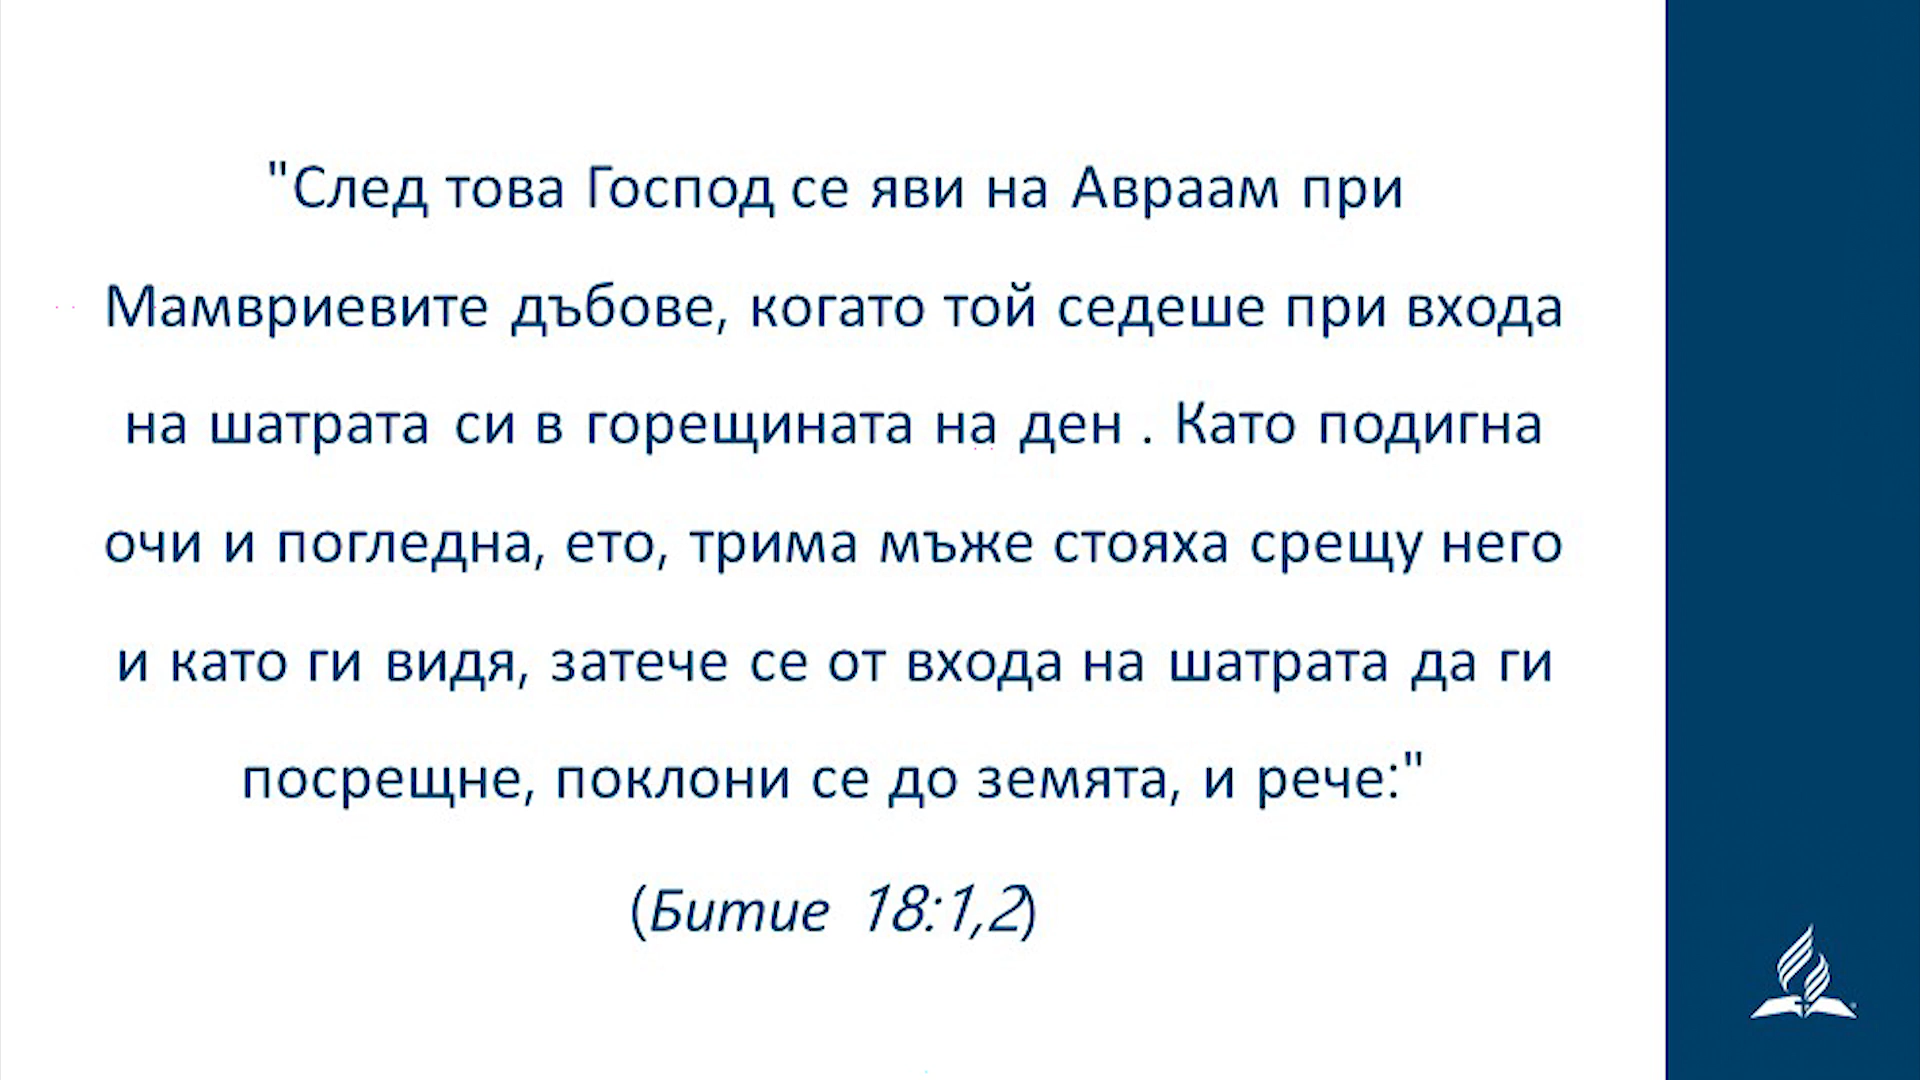 "След това Господ се яви на Авраам при
Мамвриевите дъбове, когато той седеше при входа
на шатрата си в горещината на ден . Като подигна
очи и погледна, ето, трима мъже стояха срещу него
и като ги видя, затече се от входа на шатрата да ги
посрещне, поклони се до земята, и рече:"
(Битие 18:1,2)